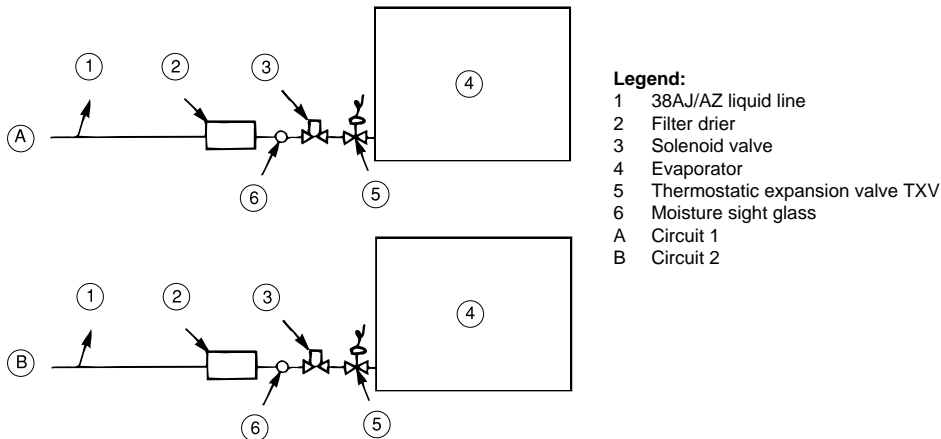 1
2
3
4
A
6
5
1
2
3
4
B
6
5
Legend:
1 38AJ/AZ liquid line
2 Filter drier
3 Solenoid valve
4 Evaporator
5 Thermostatic expansion valve TXV
6 Moisture sight glass
A Circuit 1
B Circuit 2